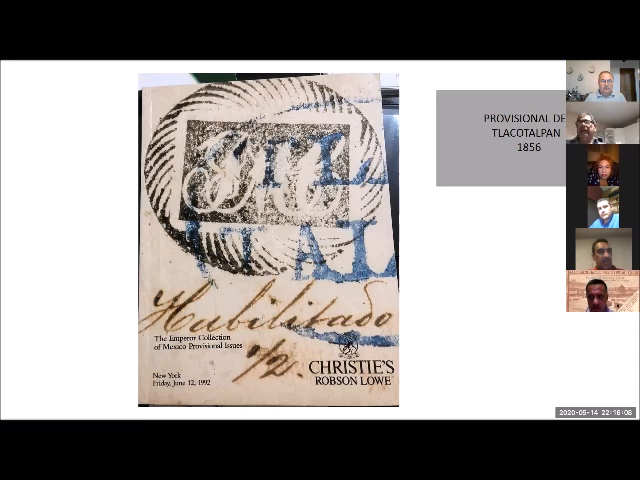 PROVISIONAL DE
TLACOTALPAN
1856
Habilitado
1/2.
The Emperor Collection
of Mexico Provisional Issues
New York
Friday, June 12, 1992
CHRISTIE'S
ROBSON LOWE
2020-05-14 22:16:08